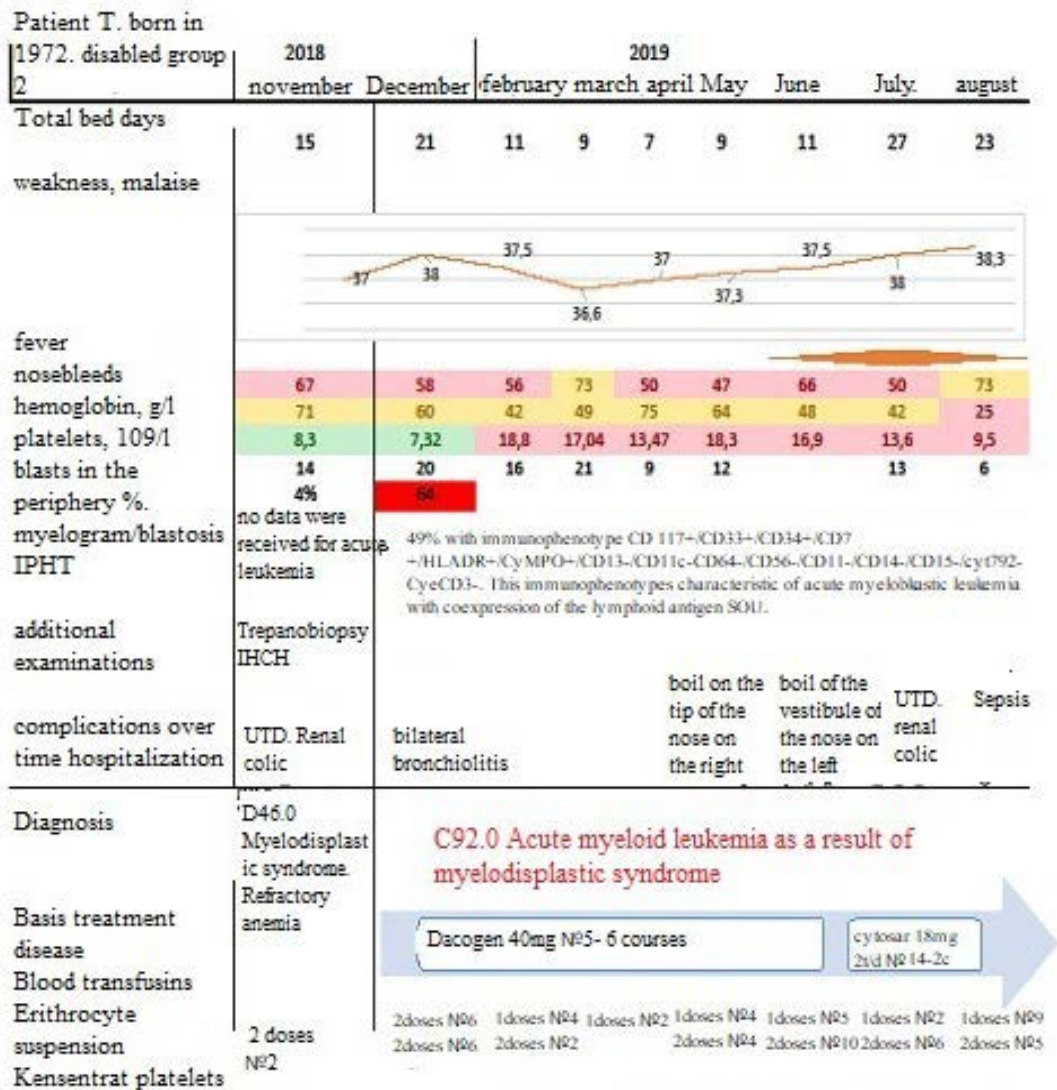 Patient T. born in
1972. disabled group
2
2018
2019
november December february march april May June July. august
Total bed days
15 21 11 9 7 9 11 27 23
weakness, malaise
37 38 37,5 36,6 37 37,3 37,5 38 38,3
fever
nosebleeds
67 58 56 73 50 47 66 50 73
hemoglobin, g/l
71 60 42 49 75 64 48 42 25
platelets, 109/l
8,3 7,32 18,8 17,04 13,47 18,3 16,9 13,6 9,5
blasts in the
14 20 16 21 9 12 13 6
periphery %.
4% 64
myelogram/blastosis
IPHT
no data were
received for acute
leukemia
49% with immunophenotype CD 117+/CD33+/CD34+/CD7
+/HLADR+/CyMPO+/CD13-/CD11c-CD64-/CD56-/CD11-/CD14-/CD15-/cyt792-
CyeCD3-. This immunophenotypes characteristic of acute myeloblastic leukemia
with coexpression of the lymphoid antigen SOU.
additional
examinations
Trepanobiopsy
IHCH
complications over
time hospitalization
UTD. Renal
colic
bilateral
bronchiolitis
boil on the
tip of the
nose on
the right
boil of the
vestibule of
the nose on
the left
UTD.
renal
colic
Sepsis
Diagnosis
'D46.0
Myelodisplast
ic syndrome.
Refractory
anemia
C92.0 Acute myeloid leukemia as a result of
myelodisplastic syndrome
Basis treatment
disease
Dacogen 40mg №5- 6 courses
cytosar 18mg
2t/d № 14-2c
Blood transfusins
Erithrocyte
suspension
Kensentrat platelets
2 doses
№2
2doses №6 1doses №4 1doses №2 1doses №4 1doses №5 1doses №2 1doses №9
2doses №6 2doses №2 2doses №4 2doses №10 2doses №6 2doses №5